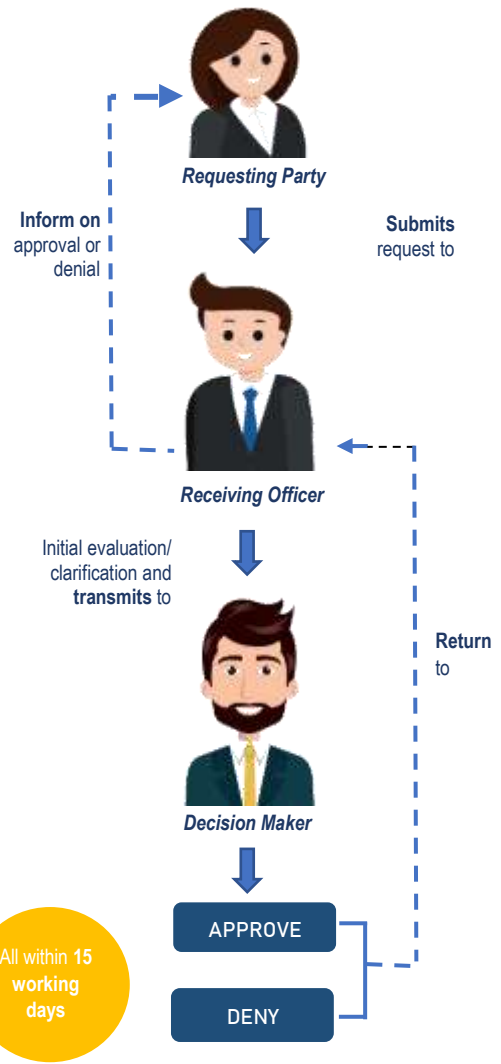 Requesting Party
Inform on
approval or
denial
Submits
request to
Receiving Officer
Initial evaluation/
clarification and
transmits to
Return
to
Decision Maker
APPROVE
All within 15
working
days
DENY